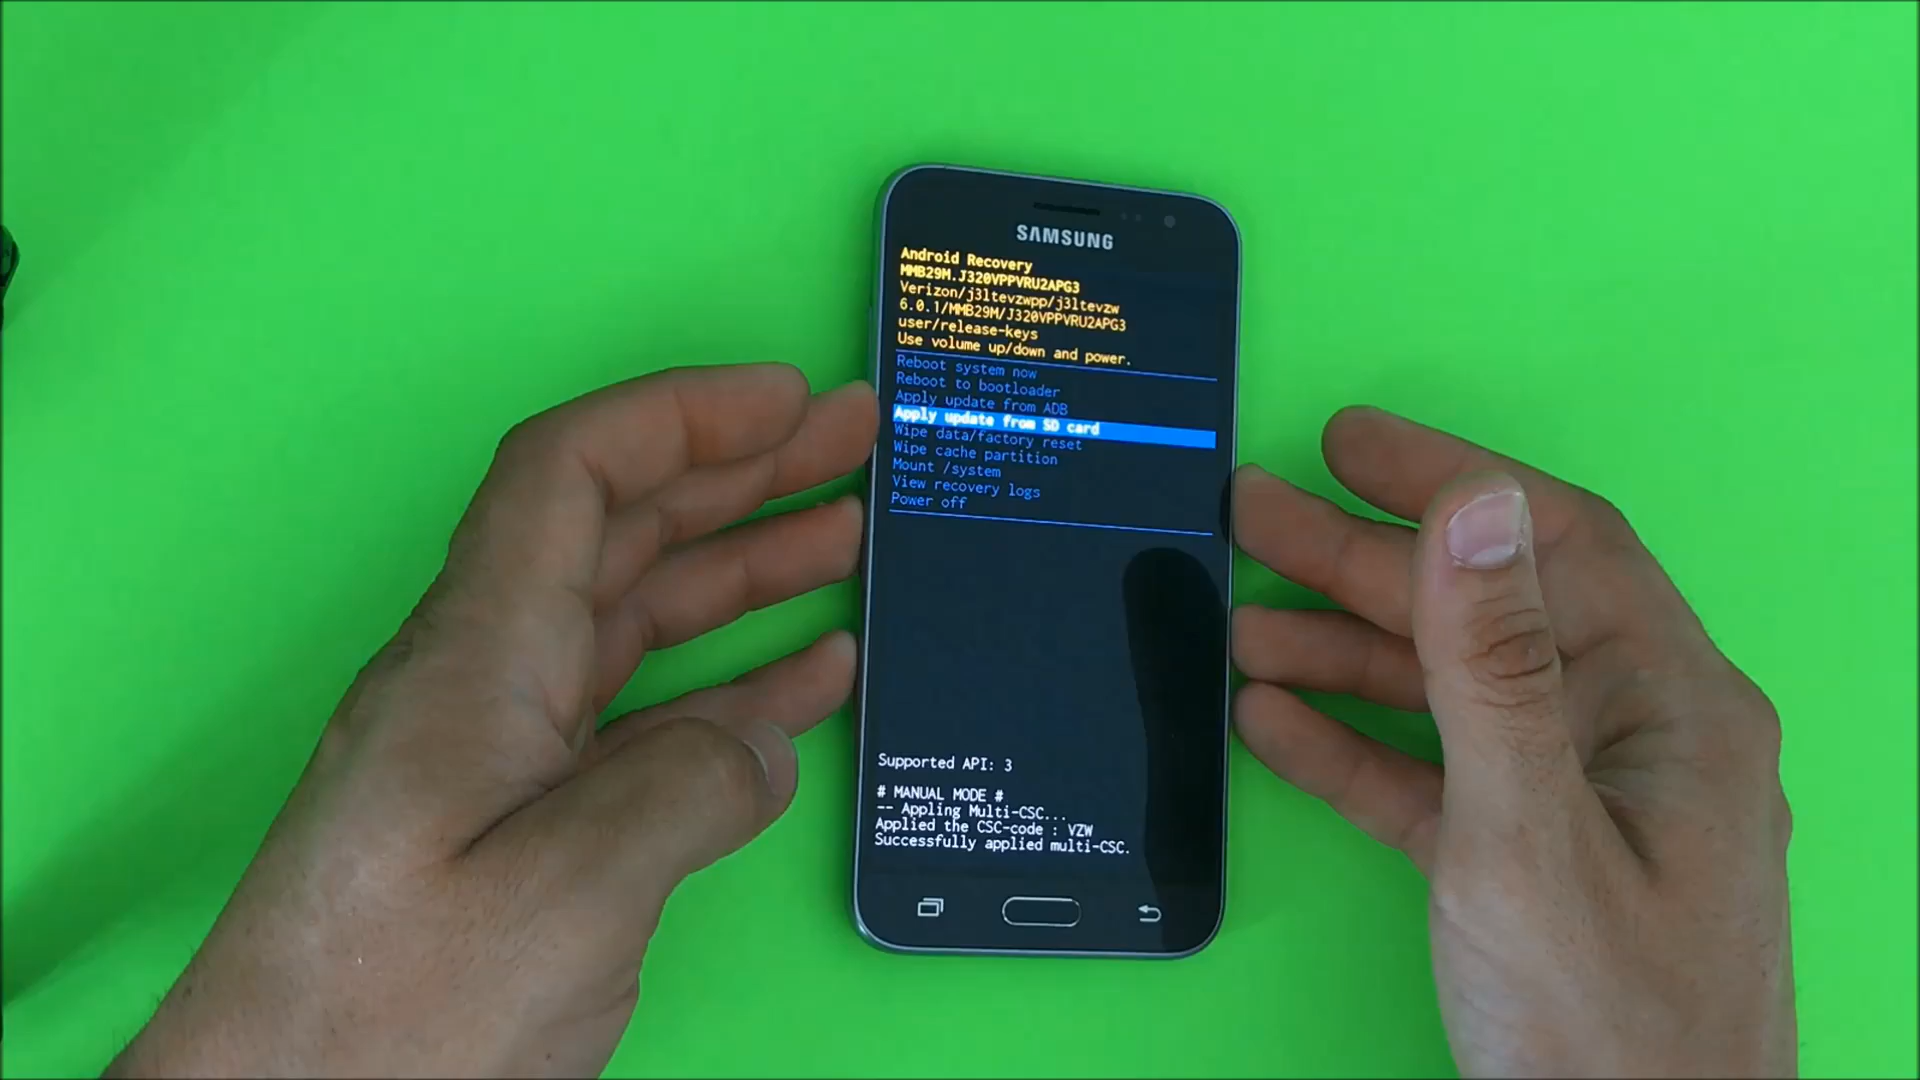 SAMSUNG
Android Recovery
MMB29M.J320VPPVRU2APG3
Verizon/j3ltevzwpp/j3ltevzw
6.0.1/MMB29M/J320VPPVRU2APG3
user/release-keys
Use volume up/down and power.
Reboot system now
Reboot to bootloader
Apply update from ADB
Apply update from SD card
Wipe data/factory reset
Wipe cache partition
Mount /system
View recovery logs
Power off
Supported API: 3
# MANUAL MODE #
-- Appling Multi-CSC...
Applied the CSC-code : VZW
Successfully applied multi-CSC.